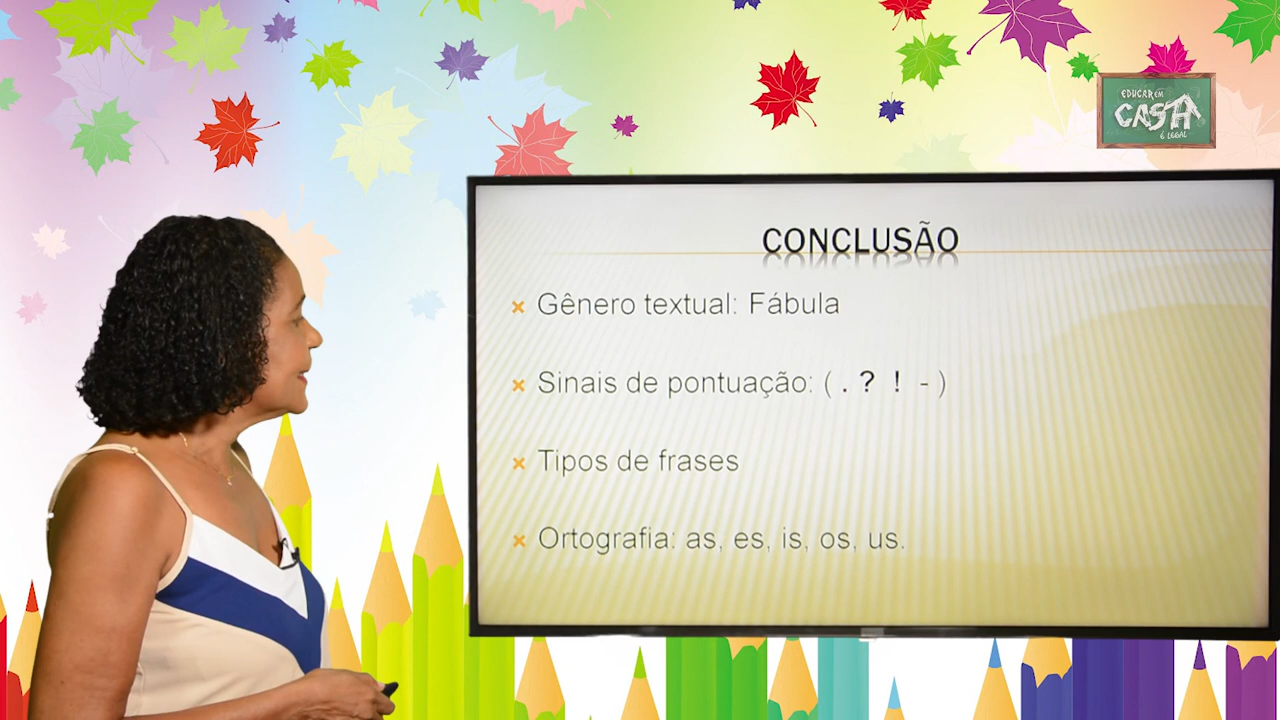 EDUCAR EM
CASA
É LEGAL
CONCLUSÃO
Gênero textual: Fábula
Sinais de pontuação: ( . ? ! - )
Tipos de frases
Ortografia: as, es, is, os, us.